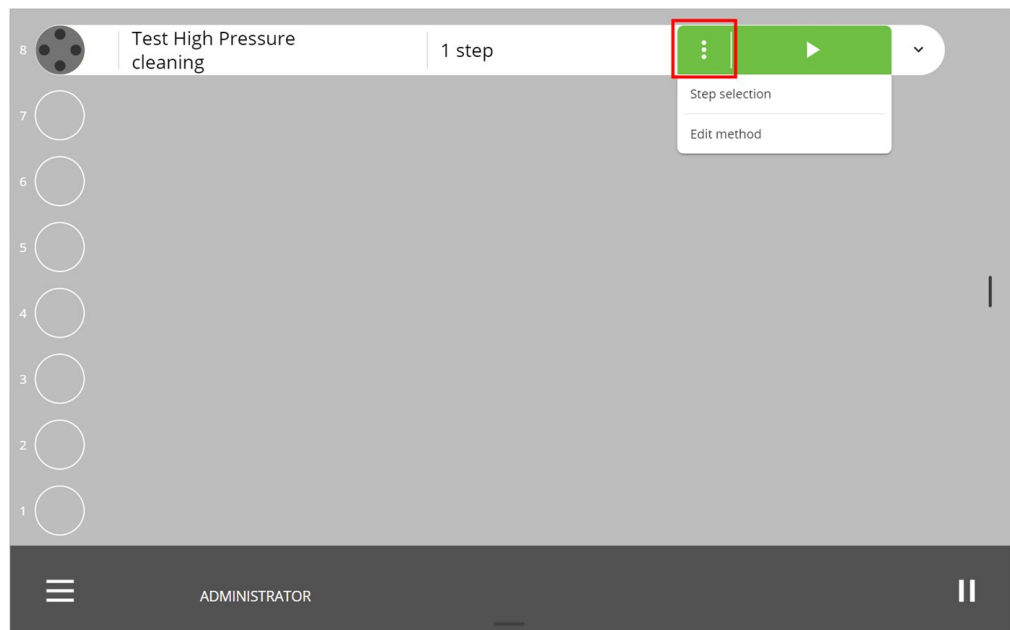 8
Test High Pressure
cleaning
1 step
Step selection
Edit method
7
6
5
4
3
2
1
ADMINISTRATOR